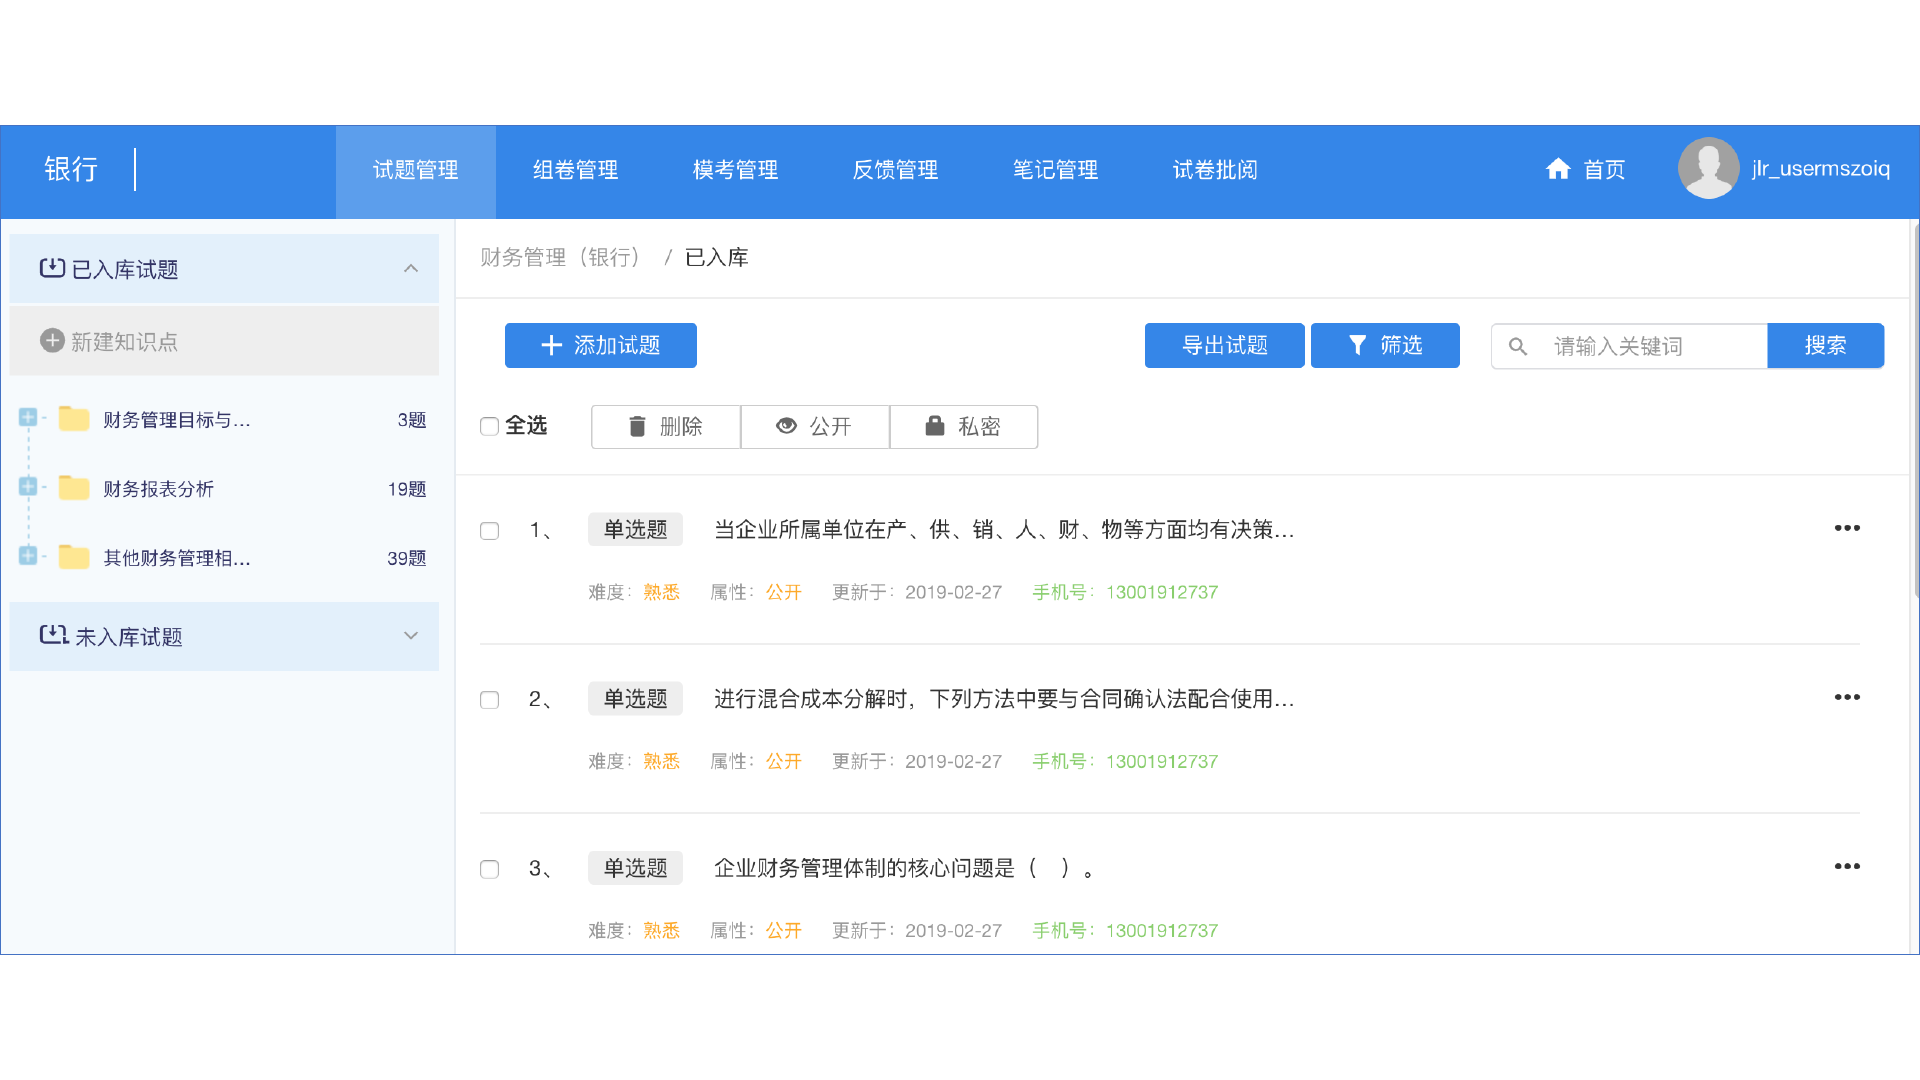 银行 试题管理 组卷管理 模考管理 反馈管理 笔记管理 试卷批阅 首页 jlr_usermszoiq
已入库试题
新建知识点
财务管理目标与... 3题
财务报表分析 19题
其他财务管理相... 39题
未入库试题
财务管理（银行） / 已入库
添加试题 导出试题 筛选 请输入关键词 搜索
全选 删除 公开 私密
1、 单选题 当企业所属单位在产、供、销、人、财、物等方面均有决策... •••
难度：熟悉 属性：公开 更新于：2019-02-27 手机号：13001912737
2、 单选题 进行混合成本分解时，下列方法中要与合同确认法配合使用... •••
难度：熟悉 属性：公开 更新于：2019-02-27 手机号：13001912737
3、 单选题 企业财务管理体制的核心问题是（ ）。 •••
难度：熟悉 属性：公开 更新于：2019-02-27 手机号：13001912737